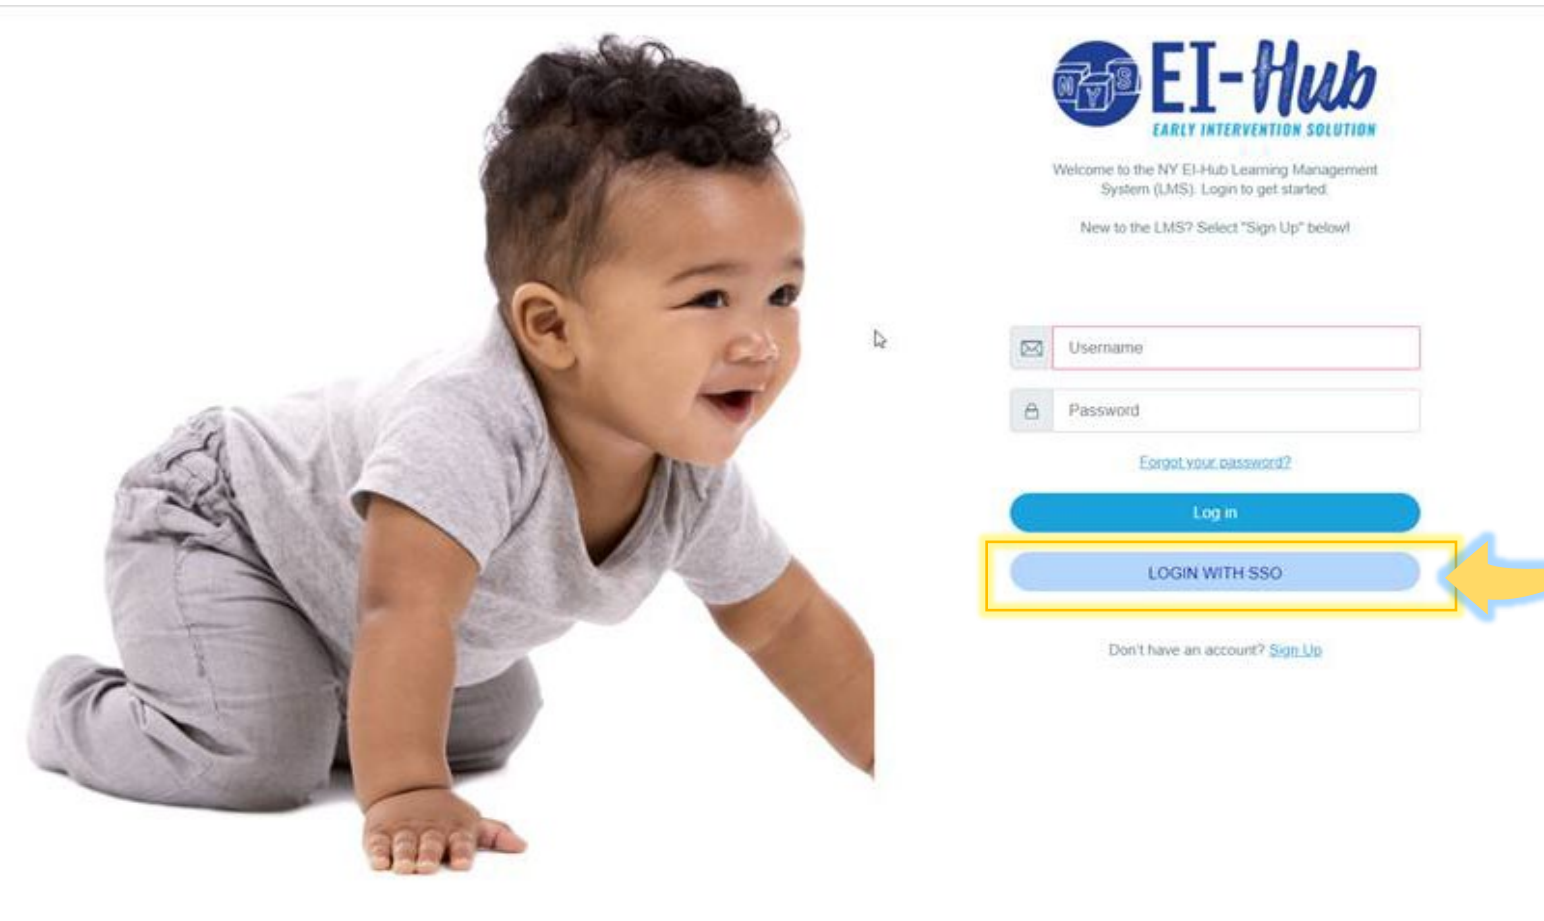 NYS EI-Hub
EARLY INTERVENTION SOLUTION
Welcome to the NY EI-Hub Learning Management
System (LMS). Login to get started.
New to the LMS? Select "Sign Up" below!
Username
Password
Forgot your password?
Log in
LOGIN WITH SSO
Don't have an account? Sign Up